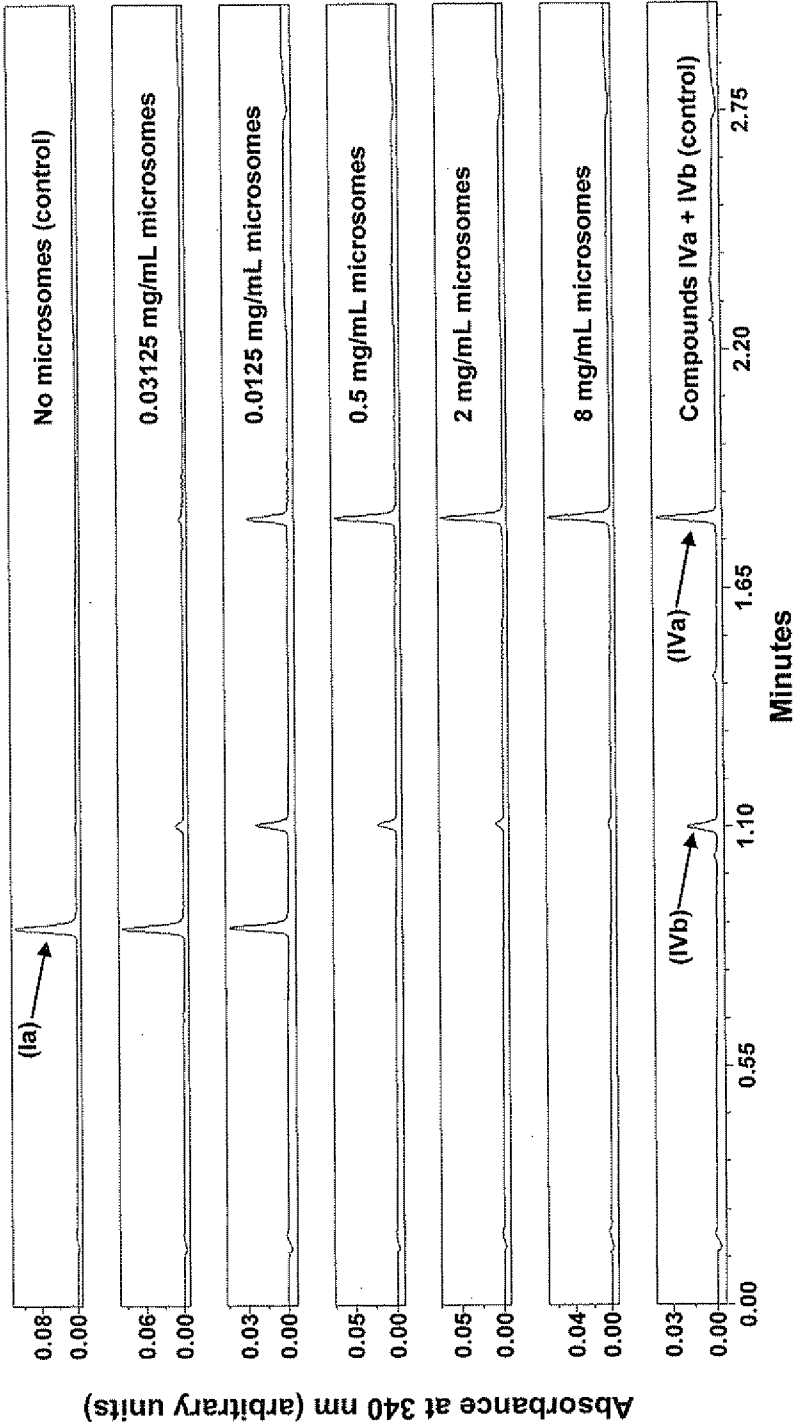 Absorbance at 340 nm (arbitrary units)
0.08
0.00
(Ia)
No microsomes (control)
0.06
0.00
0.03125 mg/mL microsomes
0.03
0.00
0.0125 mg/mL microsomes
0.05
0.00
0.5 mg/mL microsomes
0.05
0.00
2 mg/mL microsomes
0.04
0.00
8 mg/mL microsomes
0.03
0.00
(IVb)
(IVa)
Compounds IVa + IVb (control)
0.00
0.55
1.10
1.65
2.20
2.75
Minutes